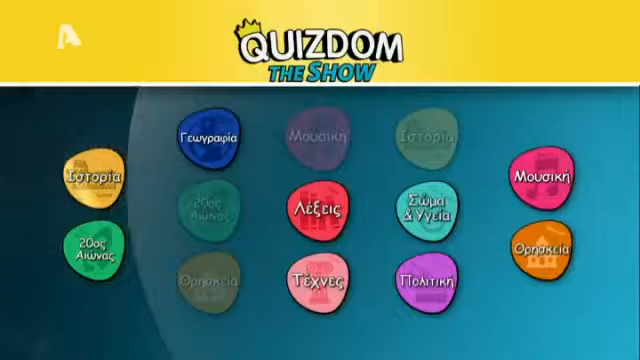 QUIZDOM
THE SHOW
Ιστορία
20ος
Αιώνας
Γεωγραφία
Μουσική
Ιστορία
20ος
Αιώνας
Λέξεις
Σώμα
& Υγεία
Θρησκεία
Τέχνες
Πολιτική
Μουσική
Θρησκεία